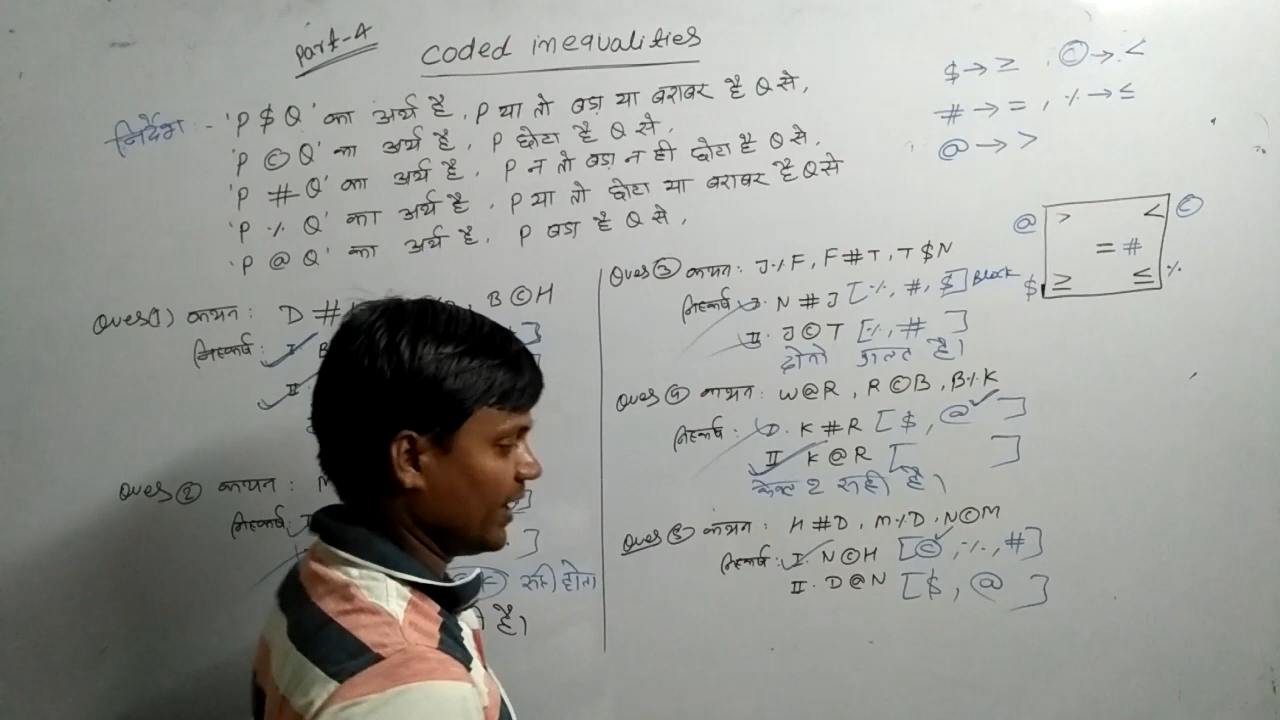 Part-4
coded inequalities
निर्देश :- 'P $ Q' का अर्थ है, P या तो बड़ा या बराबर है Q से,
'P © Q' का अर्थ है, P छोटा है Q से,
'P # Q' का अर्थ है, P न तो बड़ा न ही छोटा है Q से,
'P % Q' का अर्थ है, P या तो छोटा या बराबर है Q से
'P @ Q' का अर्थ है, P बड़ा है Q से,
$ → ≥ , © → <
# → = , % → ≤
@ → >
@ > < ©
= #
$ ≥ ≤ %
Ques① कथन: D # B © H
निष्कर्ष: I.
II.
Ques② कथन:
निष्कर्ष:
सही होता
है।
Ques③ कथन: J % F, F # T, T $ N
निष्कर्ष: I. N # J [%, #, $] Block
II. J © T [%, # ]
दोनो गलत है।
Ques④ कथन: W @ R, R © B, B % K
निष्कर्ष: I. K # R [$, @ ]
II K @ R [ ]
केवल 2 सही है।
Ques⑤ कथन: H # D, M % D, N © M
निष्कर्ष: I. N © H [©, %, #]
II. D @ N [$, @ ]